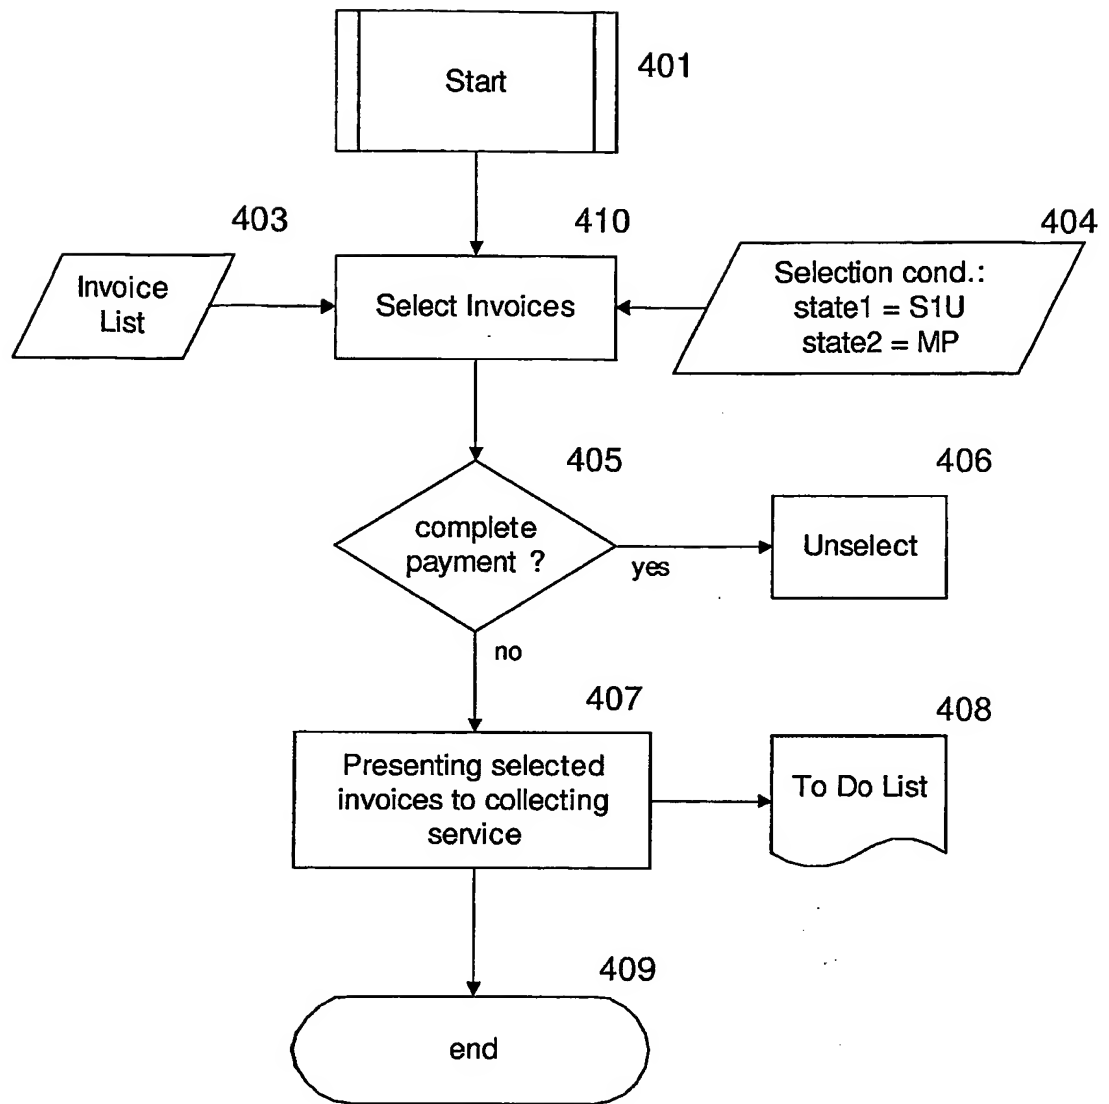 Start
401
403
410
404
Invoice
List
Select Invoices
Selection cond.:
state1 = S1U
state2 = MP
405
406
complete
payment ?
yes
Unselect
no
407
408
Presenting selected
invoices to collecting
service
To Do List
409
end